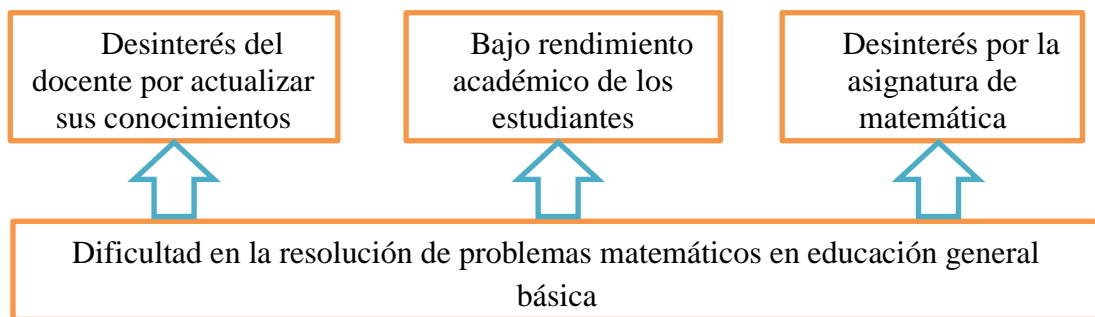 Desinterés del
docente por actualizar
sus conocimientos
Bajo rendimiento
académico de los
estudiantes
Desinterés por la
asignatura de
matemática
Dificultad en la resolución de problemas matemáticos en educación general
básica